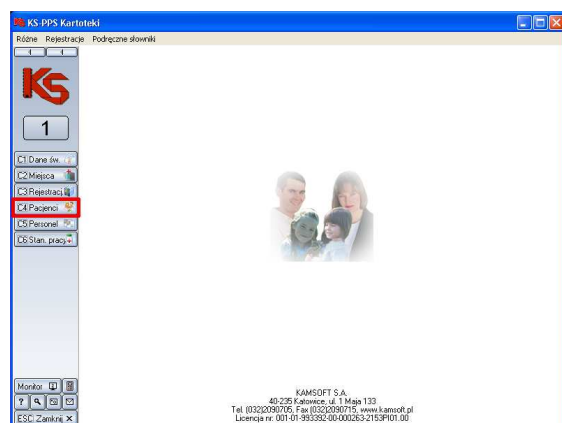 KS-PPS Kartoteki
Różne Rejestracje Podręczne słowniki
KS
1
C1 Dane św.
C2 Miejsca
C3 Rejestracj
C4 Pacjenci
C5 Personel
C6 Stan. pracy
Monitor
?
ESC Zamknij X
KAMSOFT S.A.
40-235 Katowice, ul. 1 Maja 133
Tel. (032)2090705, Fax (032)2090715, www.kamsoft.pl
Licencja nr: 001-01-993392-00-000263-2153PI01.00